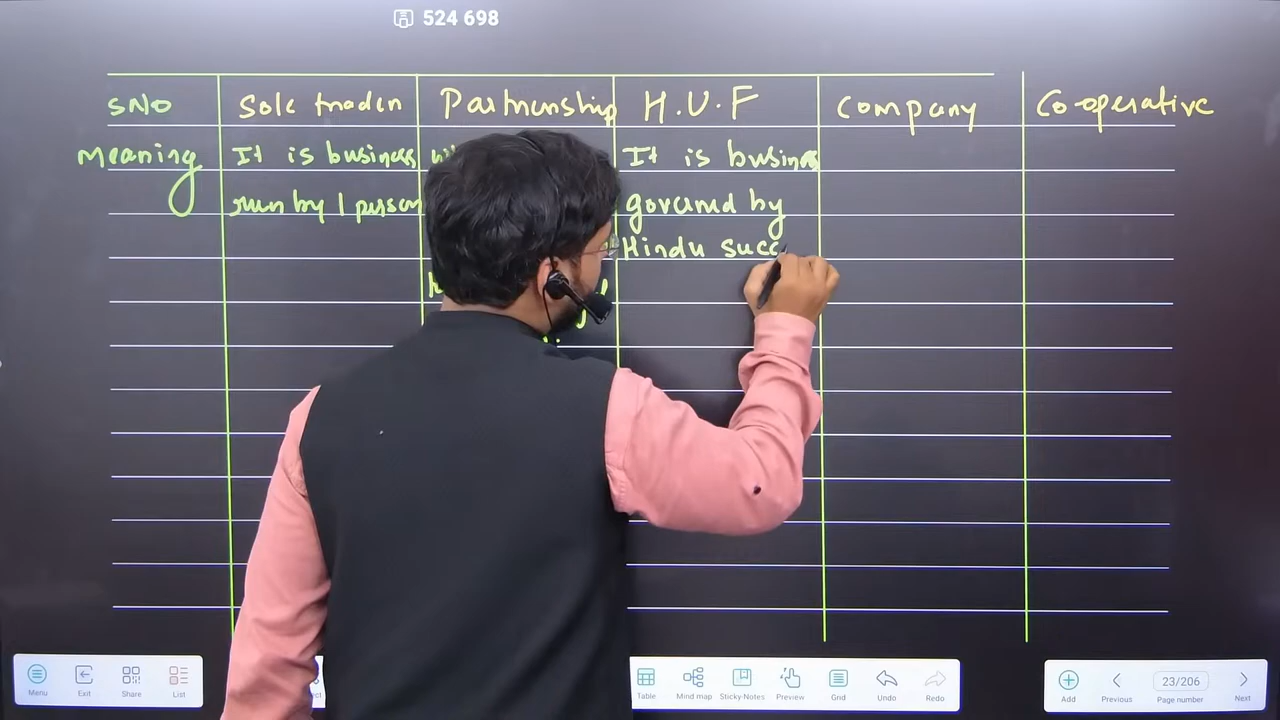 524 698
SNO Sole trader Partnership H.U.F Company Co-operative
Meaning It is business It is business
run by 1 person governed by
Hindu succ
Menu Exit Share List Table Mind map Sticky Notes Preview Grid Undo Redo Add Previous 23/206 Page number Next